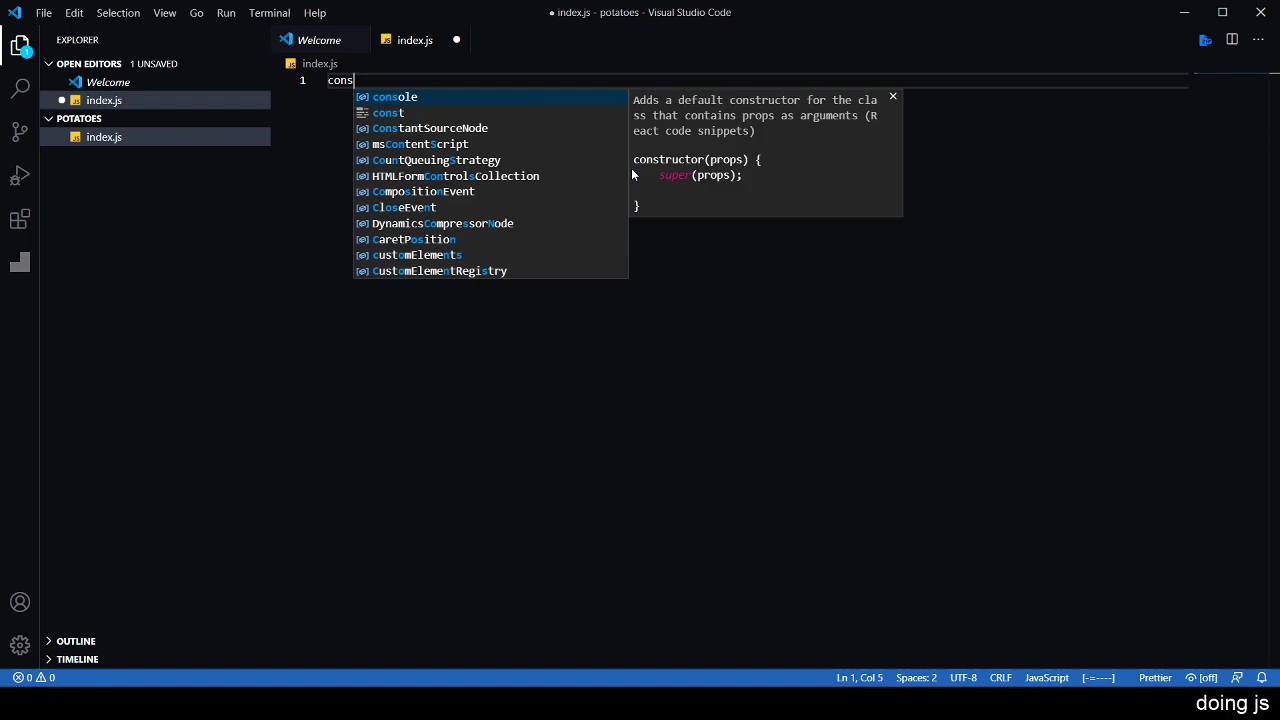 File Edit Selection View Go Run Terminal Help
● index.js - potatoes - Visual Studio Code
EXPLORER
OPEN EDITORS 1 UNSAVED
Welcome
index.js
POTATOES
index.js
OUTLINE
TIMELINE
1
Welcome
index.js
index.js
1
cons
console
const
ConstantSourceNode
msContentScript
CountQueuingStrategy
HTMLFormControlsCollection
CompositionEvent
CloseEvent
DynamicsCompressorNode
CaretPosition
customElements
CustomElementRegistry
Adds a default constructor for the cla
ss that contains props as arguments (R
eact code snippets)
constructor(props) {
super(props);
}
0 0
Ln 1, Col 5 Spaces: 2 UTF-8 CRLF JavaScript [-=----] Prettier [off]
doing js